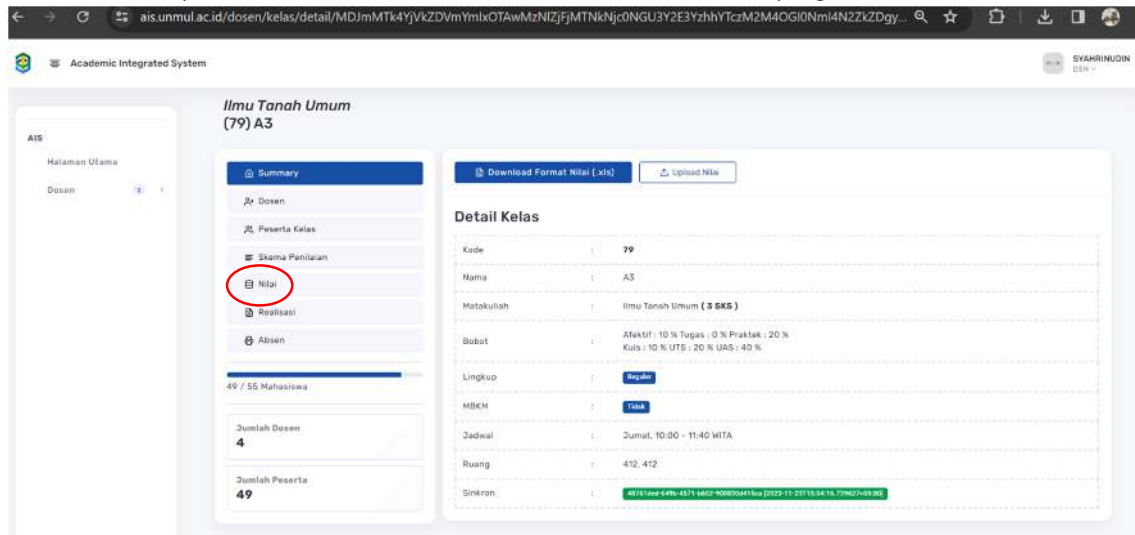 ais.unmul.ac.id/dosen/kelas/detail/
Academic Integrated System
SYAHRINUDIN
DSN
Ilmu Tanah Umum
(79) A3
AIS
Halaman Utama
Dosen 2
Summary
Dosen
Peserta Kelas
Skema Penilaian
Nilai
Realisasi
Absen
49 / 55 Mahasiswa
Jumlah Dosen
4
Jumlah Peserta
49
Download Format Nilai (.xls)
Upload Nilai
Detail Kelas
Kode : 79
Nama : A3
Matakuliah : Ilmu Tanah Umum ( 3 SKS )
Bobot : Afektif : 10 % Tugas : 0 % Praktek : 20 %
Kuis : 10 % UTS : 20 % UAS : 40 %
Lingkup : Reguler
MBKM : Tidak
Jadwal : Jumat, 10:00 - 11:40 WITA
Ruang : 412, 412
Sinkron :